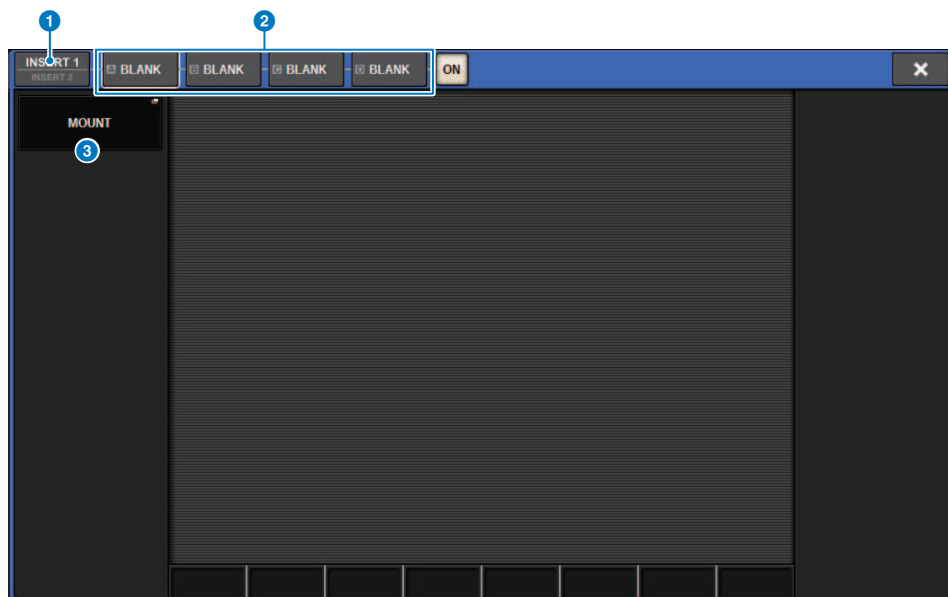 1 2
INSERT 1 A BLANK B BLANK C BLANK D BLANK ON ×
INSERT 2
MOUNT
3